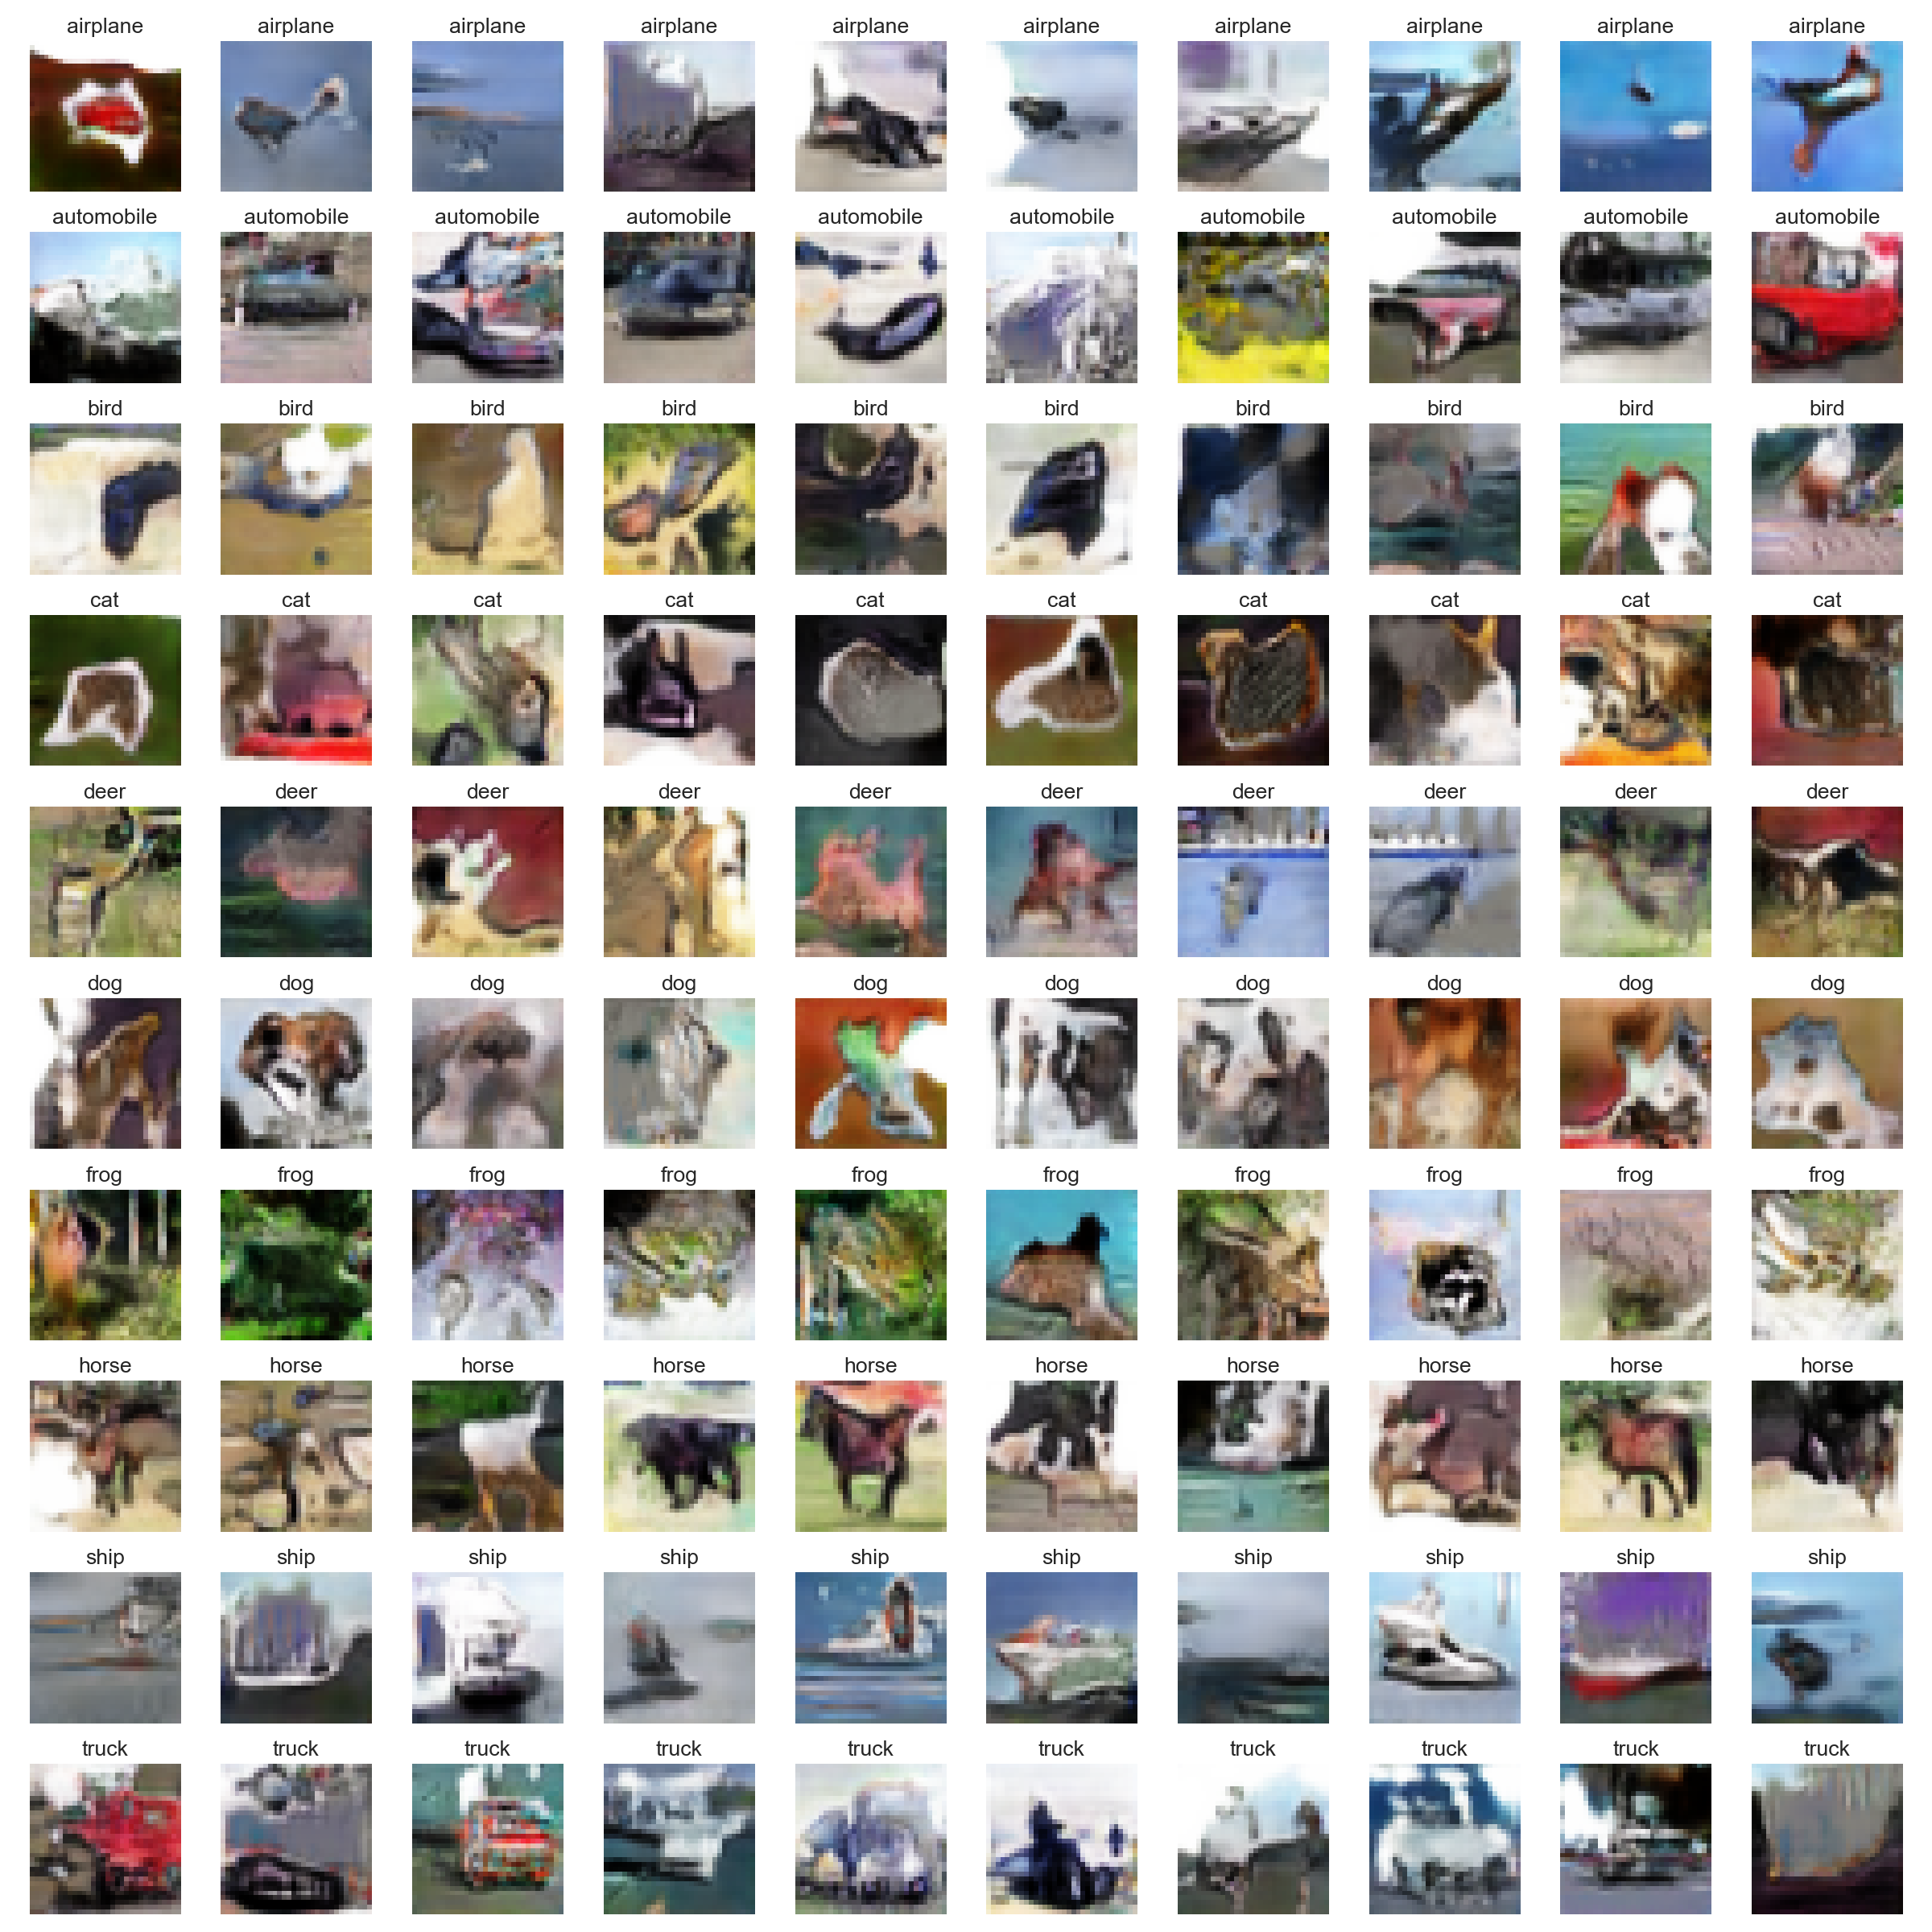 airplane airplane airplane airplane airplane airplane airplane airplane airplane airplane
automobile automobile automobile automobile automobile automobile automobile automobile automobile automobile
bird bird bird bird bird bird bird bird bird bird
cat cat cat cat cat cat cat cat cat cat
deer deer deer deer deer deer deer deer deer deer
dog dog dog dog dog dog dog dog dog dog
frog frog frog frog frog frog frog frog frog frog
horse horse horse horse horse horse horse horse horse horse
ship ship ship ship ship ship ship ship ship ship
truck truck truck truck truck truck truck truck truck truck